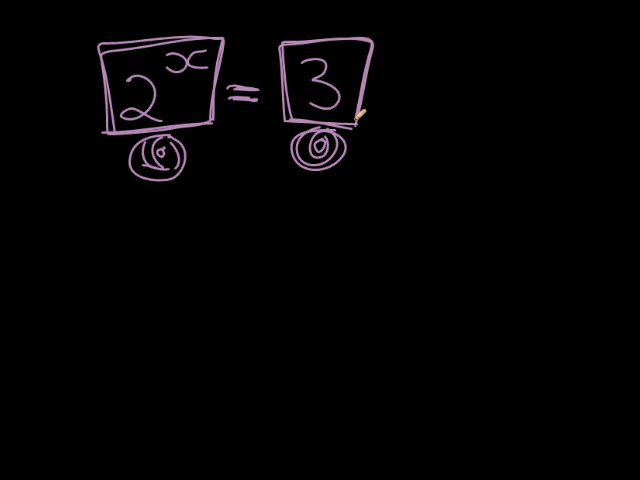 2^x = 3